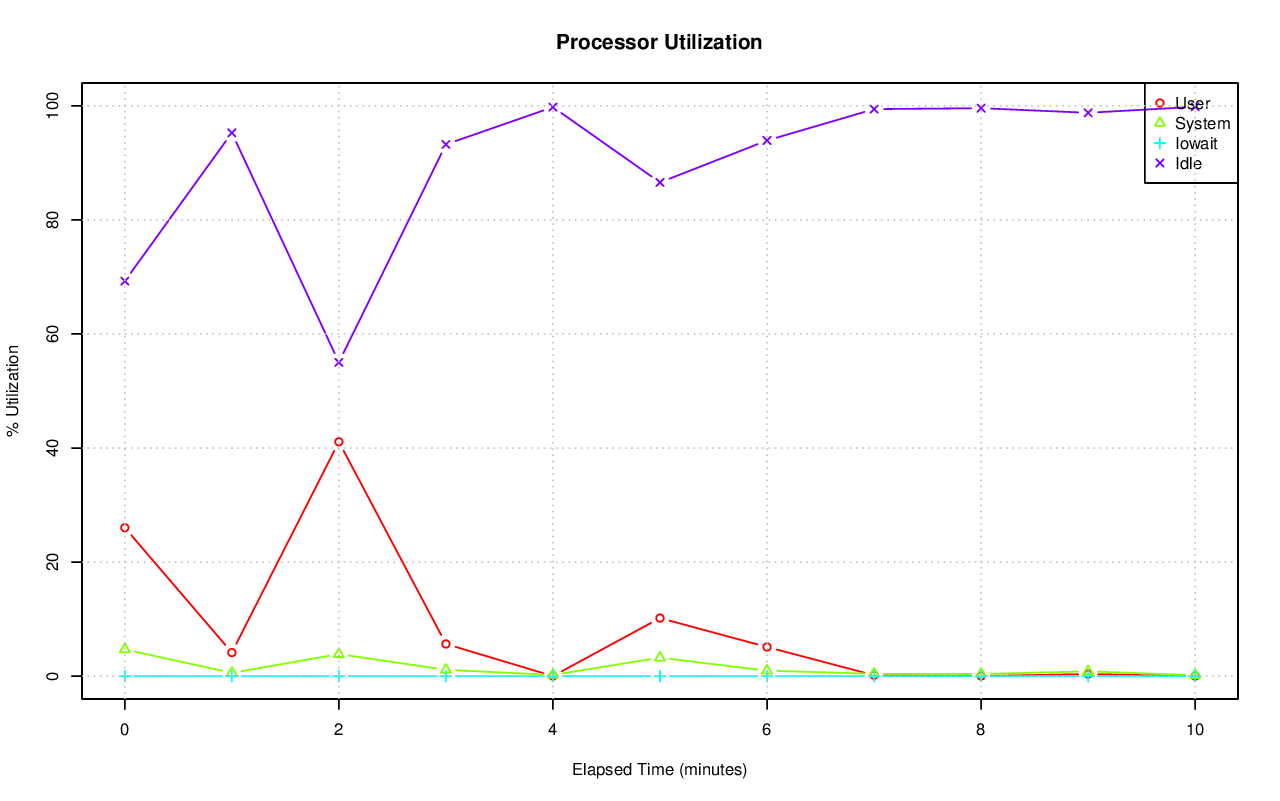 Processor Utilization
% Utilization
100
80
60
40
20
0
User
System
Iowait
Idle
0 2 4 6 8 10
Elapsed Time (minutes)